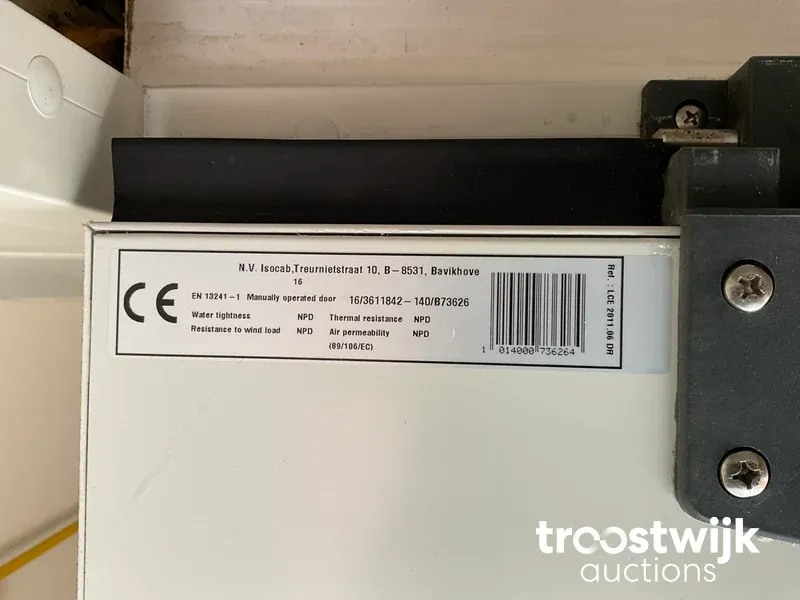 N.V. Isocab,Treurnietstraat 10, B-8531, Bavikhove
16
CE
EN 13241-1 Manually operated door 16/3611842-140/B73626
Water tightness NPD Thermal resistance NPD
Resistance to wind load NPD Air permeability NPD
(89/106/EC)
1 014000 736264
Ref.: LCE 2011.06 DR
troostwijk
auctions